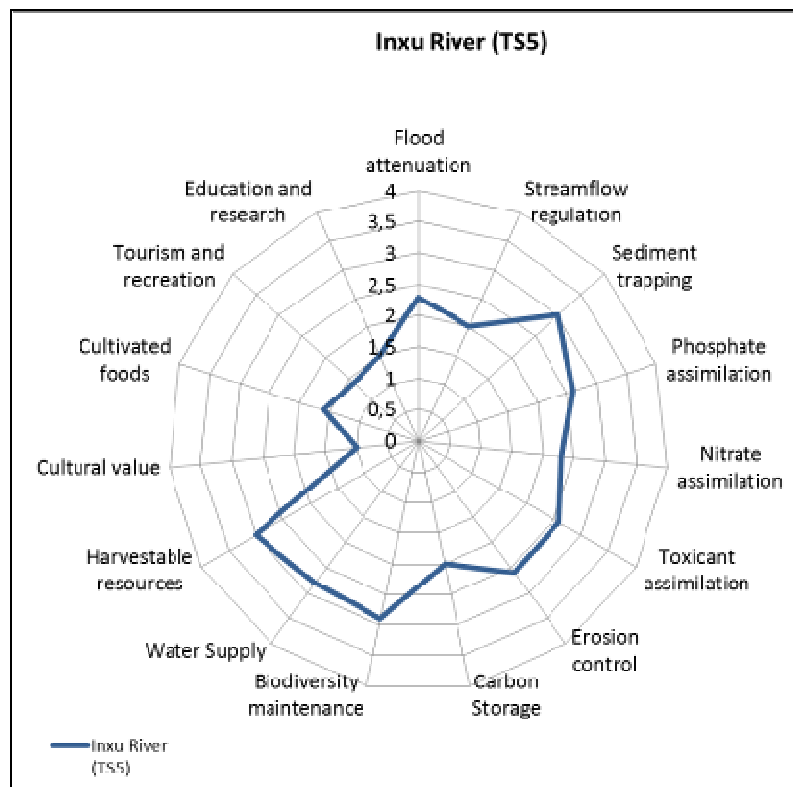 Inxu River (TS5)
Flood
attenuation
Streamflow
regulation
Sediment
trapping
Phosphate
assimilation
Nitrate
assimilation
Toxicant
assimilation
Erosion
control
Carbon
Storage
Biodiversity
maintenance
Water Supply
Harvestable
resources
Cultural value
Cultivated
foods
Tourism and
recreation
Education and
research
4
3,5
3
2,5
2
1,5
1
0,5
0
Inxu River
(TS5)